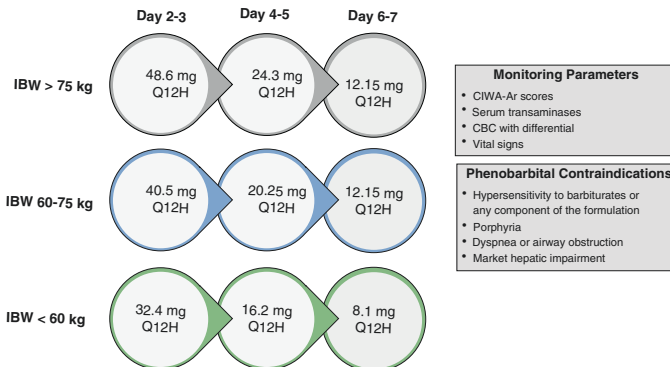 Day 2-3
Day 4-5
Day 6-7
IBW > 75 kg
48.6 mg
Q12H
24.3 mg
Q12H
12.15 mg
Q12H
IBW 60-75 kg
40.5 mg
Q12H
20.25 mg
Q12H
12.15 mg
Q12H
IBW < 60 kg
32.4 mg
Q12H
16.2 mg
Q12H
8.1 mg
Q12H
Monitoring Parameters
• CIWA-Ar scores
• Serum transaminases
• CBC with differential
• Vital signs
Phenobarbital Contraindications
• Hypersensitivity to barbiturates or
any component of the formulation
• Porphyria
• Dyspnea or airway obstruction
• Market hepatic impairment